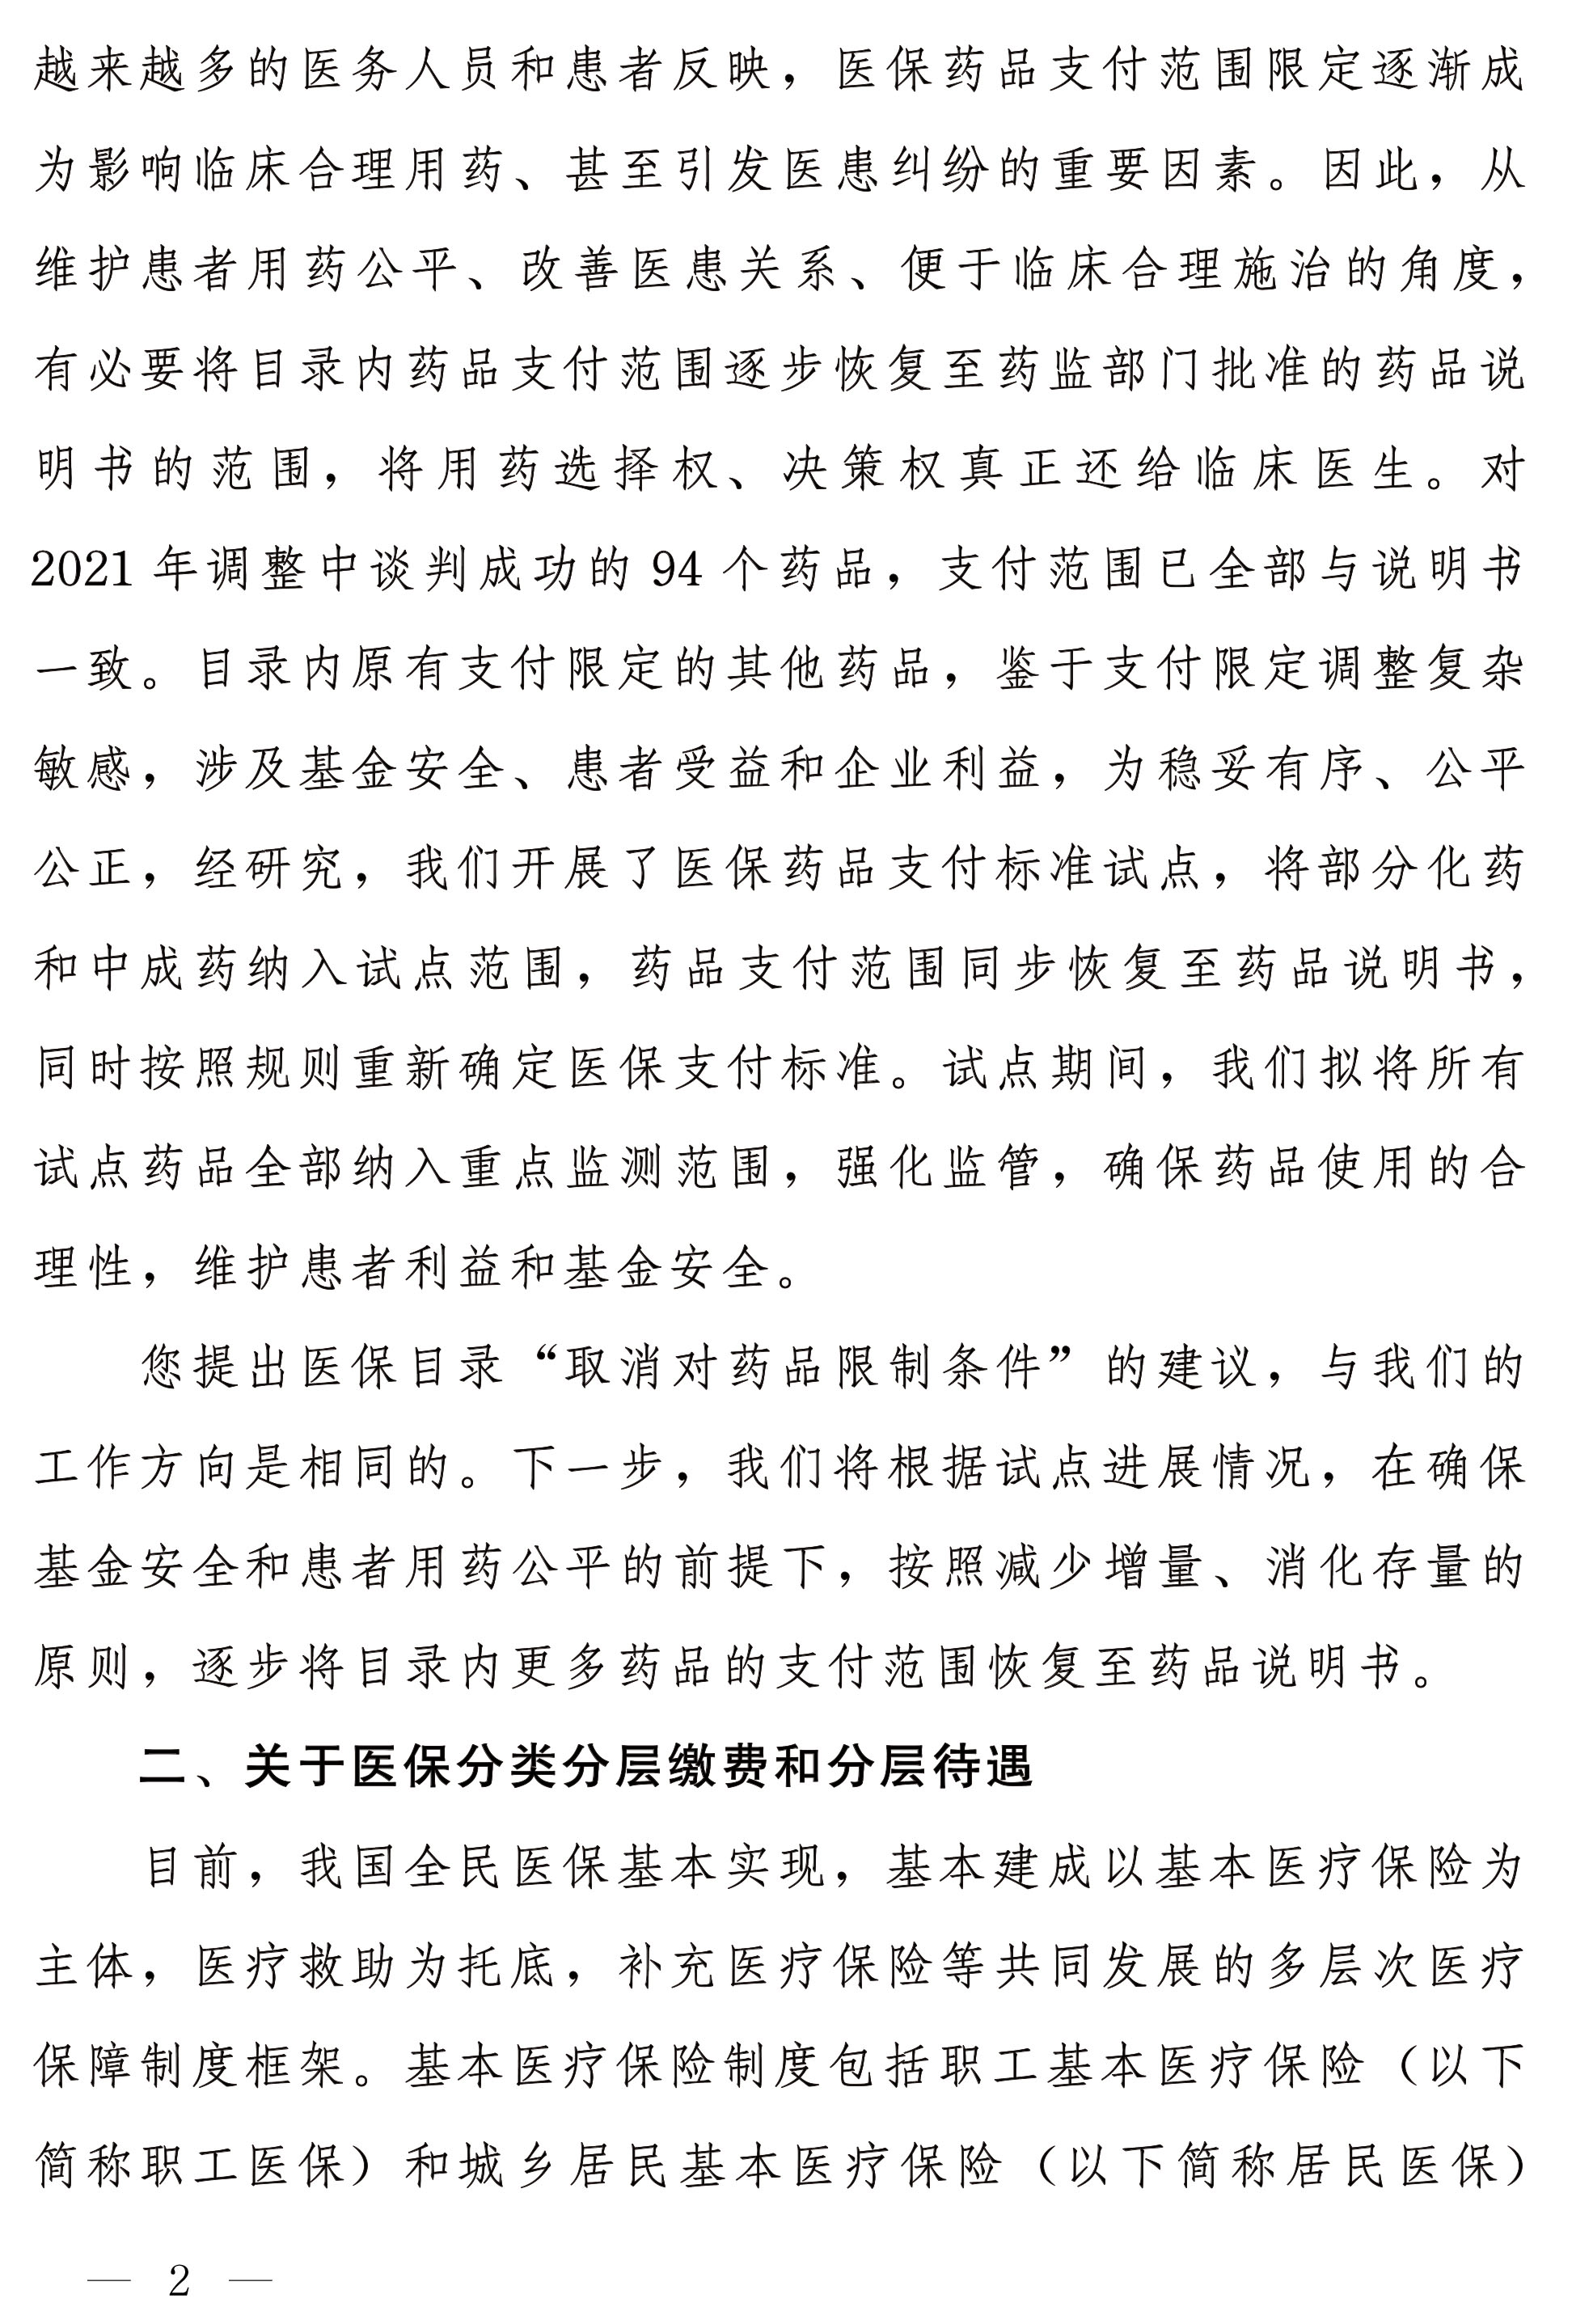 越来越多的医务人员和患者反映，医保药品支付范围限定逐渐成
为影响临床合理用药、甚至引发医患纠纷的重要因素。因此，从
维护患者用药公平、改善医患关系、便于临床合理施治的角度，
有必要将目录内药品支付范围逐步恢复至药监部门批准的药品说
明书的范围，将用药选择权、决策权真正还给临床医生。对
2021 年调整中谈判成功的 94 个药品，支付范围已全部与说明书
一致。目录内原有支付限定的其他药品，鉴于支付限定调整复杂
敏感，涉及基金安全、患者受益和企业利益，为稳妥有序、公平
公正，经研究，我们开展了医保药品支付标准试点，将部分化药
和中成药纳入试点范围，药品支付范围同步恢复至药品说明书，
同时按照规则重新确定医保支付标准。试点期间，我们拟将所有
试点药品全部纳入重点监测范围，强化监管，确保药品使用的合
理性，维护患者利益和基金安全。
您提出医保目录“取消对药品限制条件”的建议，与我们的
工作方向是相同的。下一步，我们将根据试点进展情况，在确保
基金安全和患者用药公平的前提下，按照减少增量、消化存量的
原则，逐步将目录内更多药品的支付范围恢复至药品说明书。
二、关于医保分类分层缴费和分层待遇
目前，我国全民医保基本实现，基本建成以基本医疗保险为
主体，医疗救助为托底，补充医疗保险等共同发展的多层次医疗
保障制度框架。基本医疗保险制度包括职工基本医疗保险（以下
简称职工医保）和城乡居民基本医疗保险（以下简称居民医保）
— 2 —